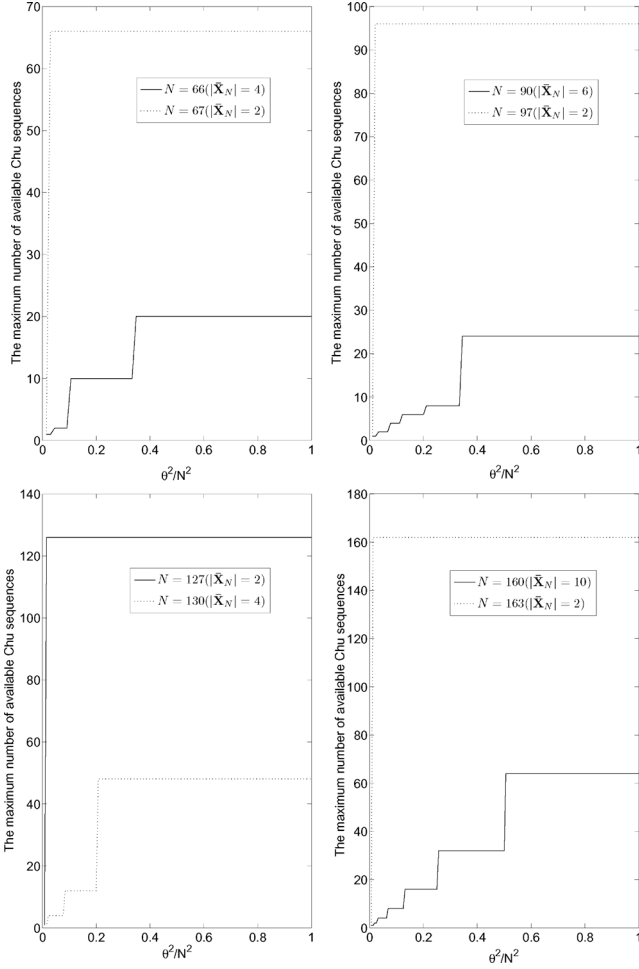 The maximum number of available Chu sequences
70
60
50
40
30
20
10
0
N = 66(|X̄_N| = 4)
N = 67(|X̄_N| = 2)
0 0.2 0.4 0.6 0.8 1
θ²/N²
The maximum number of available Chu sequences
100
90
80
70
60
50
40
30
20
10
0
N = 90(|X̄_N| = 6)
N = 97(|X̄_N| = 2)
0 0.2 0.4 0.6 0.8 1
θ²/N²
The maximum number of available Chu sequences
140
120
100
80
60
40
20
0
N = 127(|X̄_N| = 2)
N = 130(|X̄_N| = 4)
0 0.2 0.4 0.6 0.8 1
θ²/N²
The maximum number of available Chu sequences
180
160
140
120
100
80
60
40
20
0
N = 160(|X̄_N| = 10)
N = 163(|X̄_N| = 2)
0 0.2 0.4 0.6 0.8 1
θ²/N²